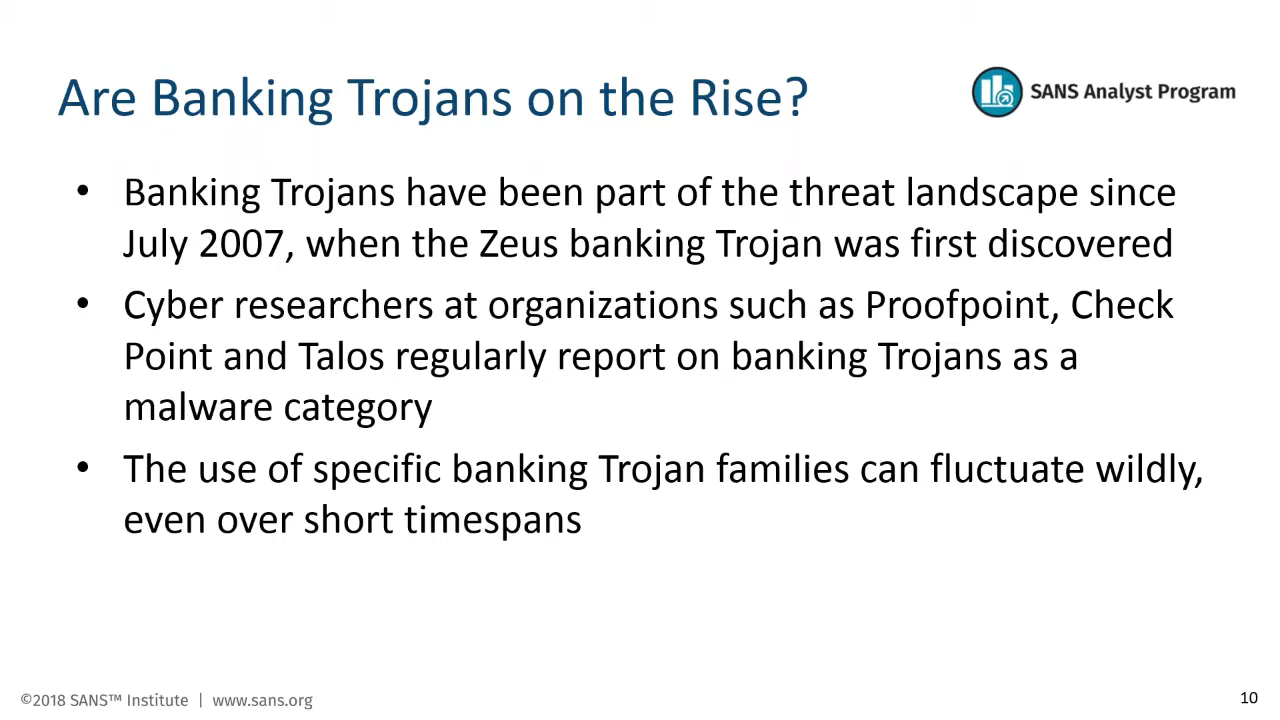 Are Banking Trojans on the Rise?
SANS Analyst Program
• Banking Trojans have been part of the threat landscape since
July 2007, when the Zeus banking Trojan was first discovered
• Cyber researchers at organizations such as Proofpoint, Check
Point and Talos regularly report on banking Trojans as a
malware category
• The use of specific banking Trojan families can fluctuate wildly,
even over short timespans
©2018 SANS™ Institute | www.sans.org
10